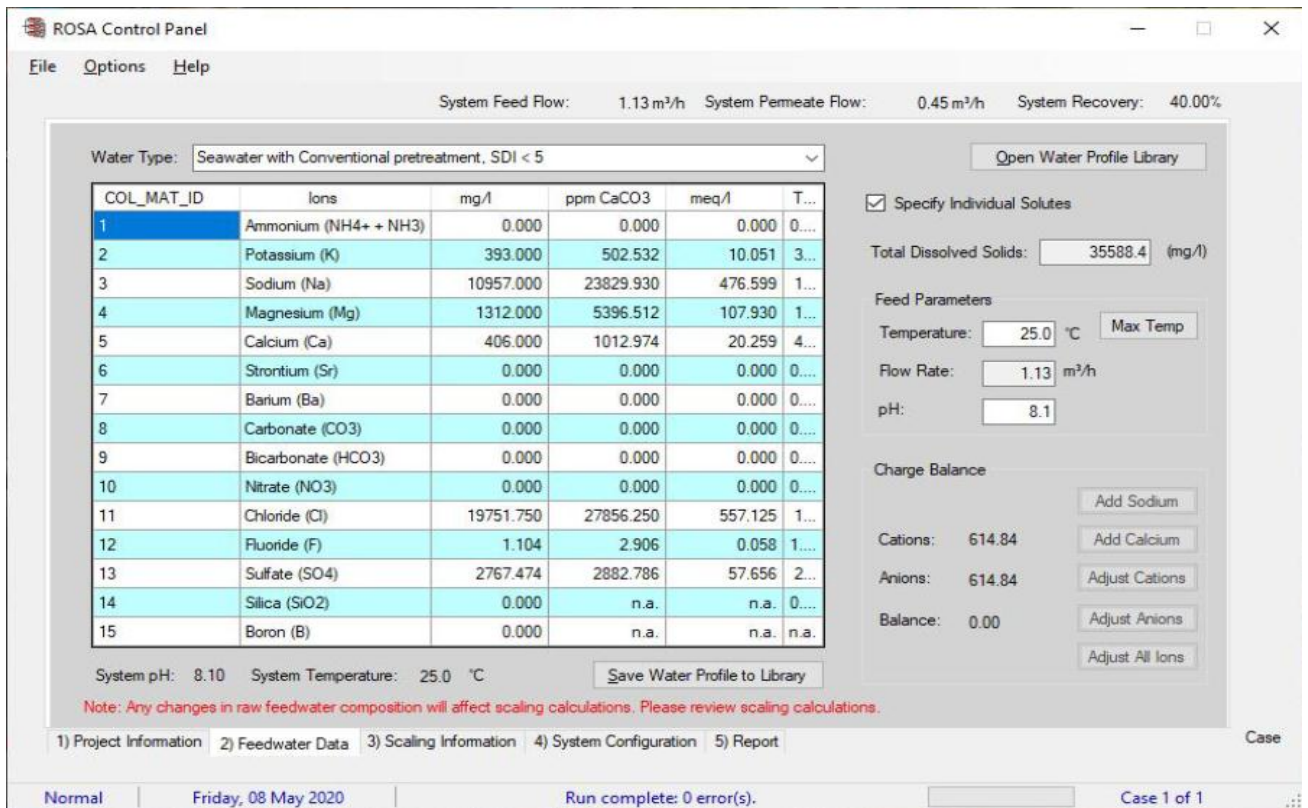 ROSA Control Panel
File Options Help
System Feed Flow: 1.13 m³/h System Permeate Flow: 0.45 m³/h System Recovery: 40.00%
Water Type: Seawater with Conventional pretreatment, SDI < 5
Open Water Profile Library
COL_MAT_ID Ions mg/l ppm CaCO3 meq/l T...
1 Ammonium (NH4+ + NH3) 0.000 0.000 0.000 0....
2 Potassium (K) 393.000 502.532 10.051 3...
3 Sodium (Na) 10957.000 23829.930 476.599 1...
4 Magnesium (Mg) 1312.000 5396.512 107.930 1...
5 Calcium (Ca) 406.000 1012.974 20.259 4...
6 Strontium (Sr) 0.000 0.000 0.000 0....
7 Barium (Ba) 0.000 0.000 0.000 0....
8 Carbonate (CO3) 0.000 0.000 0.000 0....
9 Bicarbonate (HCO3) 0.000 0.000 0.000 0....
10 Nitrate (NO3) 0.000 0.000 0.000 0....
11 Chloride (Cl) 19751.750 27856.250 557.125 1...
12 Fluoride (F) 1.104 2.906 0.058 1....
13 Sulfate (SO4) 2767.474 2882.786 57.656 2...
14 Silica (SiO2) 0.000 n.a. n.a. 0....
15 Boron (B) 0.000 n.a. n.a. n.a.
Specify Individual Solutes
Total Dissolved Solids: 35588.4 (mg/l)
Feed Parameters
Temperature: 25.0 °C Max Temp
Flow Rate: 1.13 m³/h
pH: 8.1
Charge Balance
Add Sodium
Cations: 614.84 Add Calcium
Anions: 614.84 Adjust Cations
Balance: 0.00 Adjust Anions
Adjust All Ions
System pH: 8.10 System Temperature: 25.0 °C Save Water Profile to Library
Note: Any changes in raw feedwater composition will affect scaling calculations. Please review scaling calculations.
1) Project Information 2) Feedwater Data 3) Scaling Information 4) System Configuration 5) Report Case
Normal Friday, 08 May 2020 Run complete: 0 error(s). Case 1 of 1